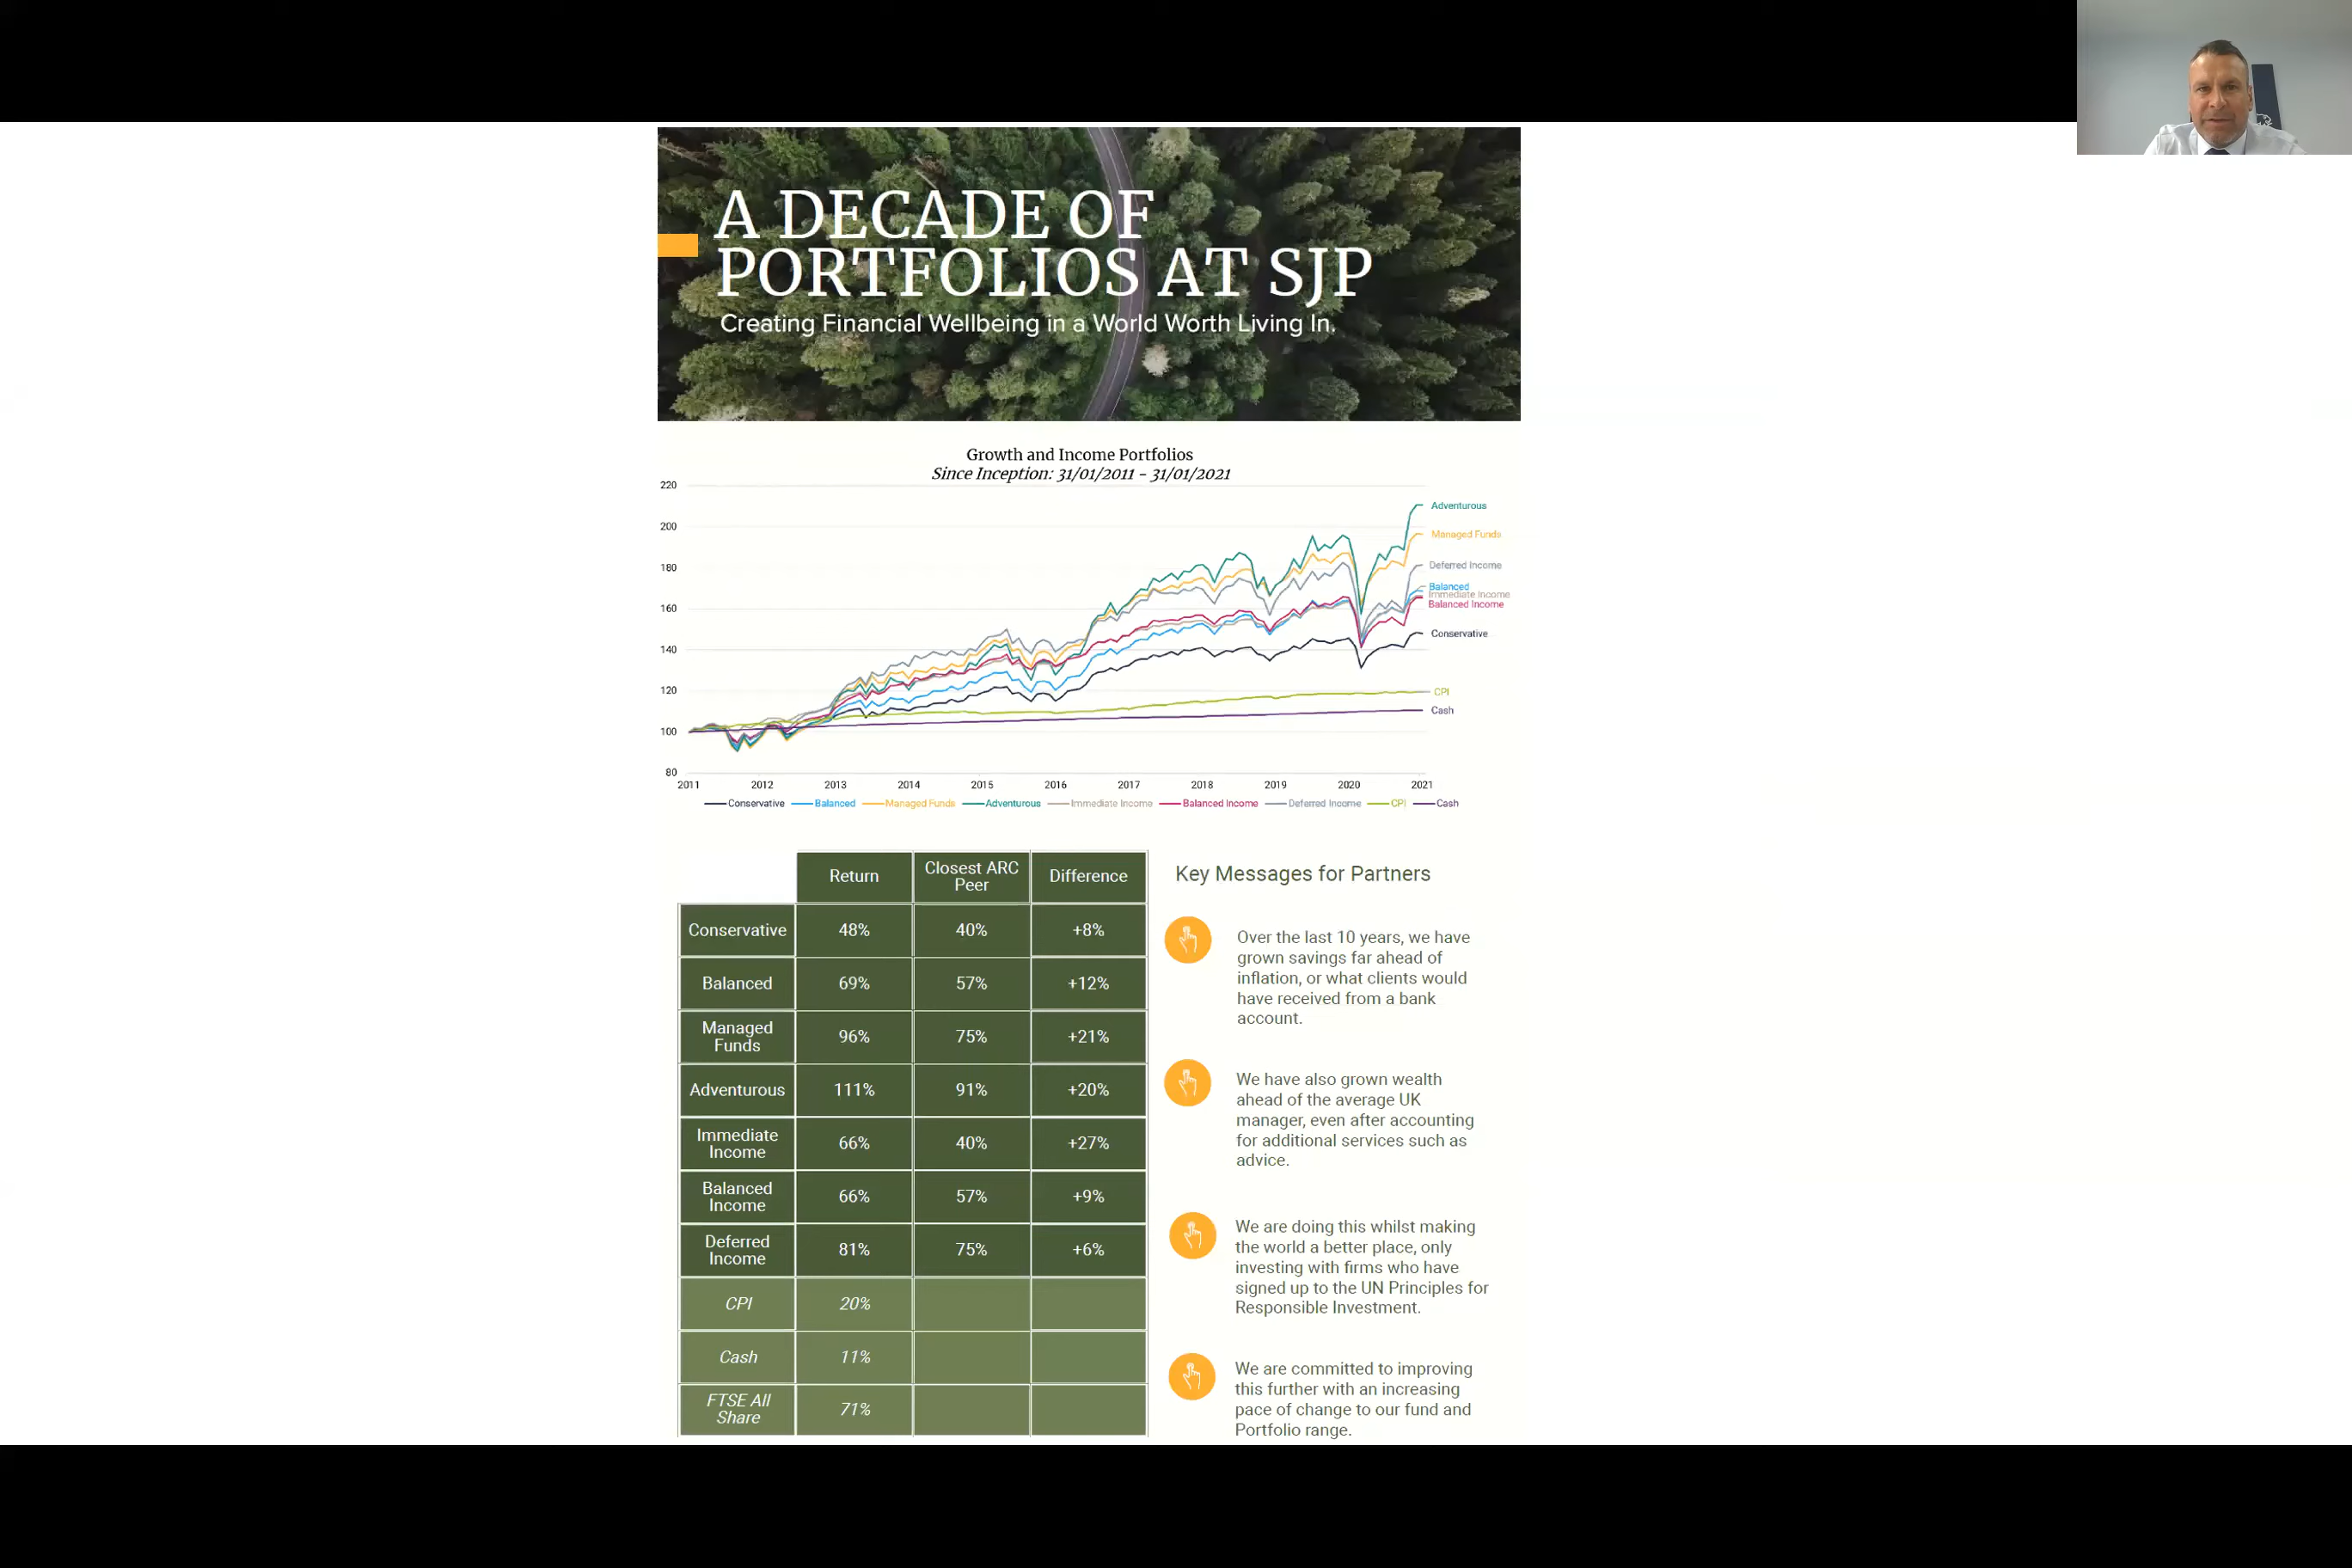 A DECADE OF
PORTFOLIOS AT SJP
Creating Financial Wellbeing in a World Worth Living In.
Growth and Income Portfolios
Since Inception: 31/01/2011 - 31/01/2021
220
200
180
160
140
120
100
80
Adventurous
Managed Funds
Deferred Income
Balanced
Immediate Income
Balanced Income
Conservative
CPI
Cash
2011 2012 2013 2014 2015 2016 2017 2018 2019 2020 2021
Conservative Balanced Managed Funds Adventurous Immediate Income Balanced Income Deferred Income CPI Cash
Return Closest ARC Peer Difference
Conservative 48% 40% +8%
Balanced 69% 57% +12%
Managed Funds 96% 75% +21%
Adventurous 111% 91% +20%
Immediate Income 66% 40% +27%
Balanced Income 66% 57% +9%
Deferred Income 81% 75% +6%
CPI 20%
Cash 11%
FTSE All Share 71%
Key Messages for Partners
Over the last 10 years, we have
grown savings far ahead of
inflation, or what clients would
have received from a bank
account.
We have also grown wealth
ahead of the average UK
manager, even after accounting
for additional services such as
advice.
We are doing this whilst making
the world a better place, only
investing with firms who have
signed up to the UN Principles for
Responsible Investment.
We are committed to improving
this further with an increasing
pace of change to our fund and
Portfolio range.